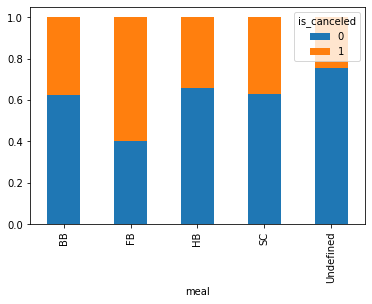 is_canceled
0
1
1.0
0.8
0.6
0.4
0.2
0.0
BB
FB
HB
SC
Undefined
meal